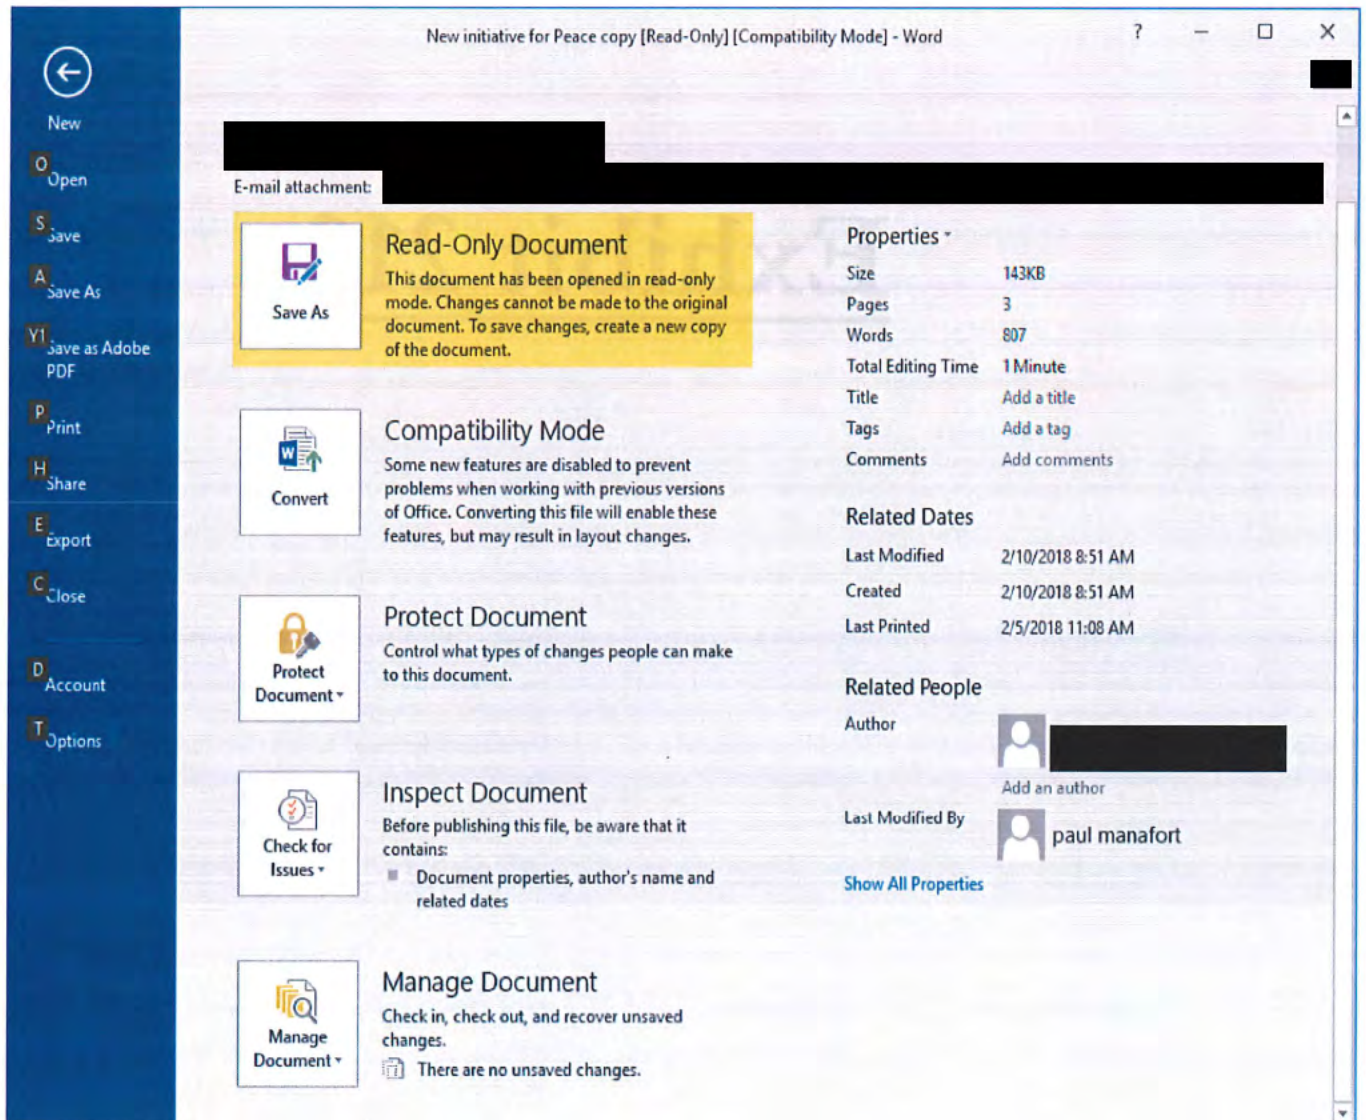 New initiative for Peace copy [Read-Only] [Compatibility Mode] - Word
?
New
O
Open
S
Save
A
Save As
Y1
Save as Adobe
PDF
P
Print
H
Share
E
Export
C
Close
D
Account
T
Options
E-mail attachment:
Save As
Read-Only Document
This document has been opened in read-only
mode. Changes cannot be made to the original
document. To save changes, create a new copy
of the document.
Convert
Compatibility Mode
Some new features are disabled to prevent
problems when working with previous versions
of Office. Converting this file will enable these
features, but may result in layout changes.
Protect
Document
Protect Document
Control what types of changes people can make
to this document.
Check for
Issues
Inspect Document
Before publishing this file, be aware that it
contains:
Document properties, author's name and
related dates
Manage
Document
Manage Document
Check in, check out, and recover unsaved
changes.
There are no unsaved changes.
Properties
Size 143KB
Pages 3
Words 807
Total Editing Time 1 Minute
Title Add a title
Tags Add a tag
Comments Add comments
Related Dates
Last Modified 2/10/2018 8:51 AM
Created 2/10/2018 8:51 AM
Last Printed 2/5/2018 11:08 AM
Related People
Author
Add an author
Last Modified By paul manafort
Show All Properties